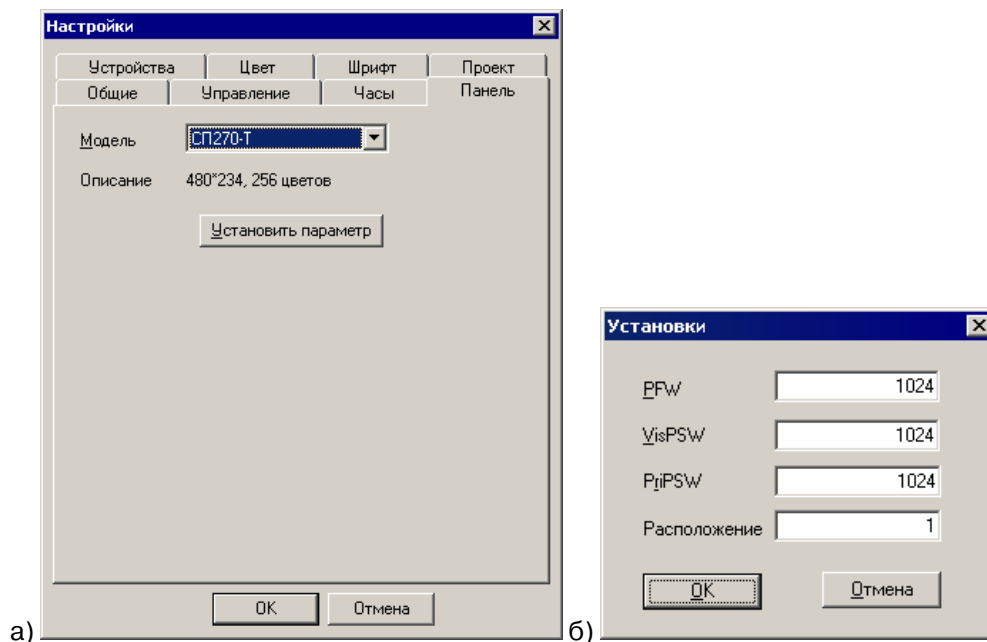 Настройки
Устройства Цвет Шрифт Проект
Общие Управление Часы Панель
Модель СП270-Т
Описание 480*234, 256 цветов
Установить параметр
OK Отмена
а)
Установки
PFW 1024
VisPSW 1024
PriPSW 1024
Расположение 1
OK Отмена
б)